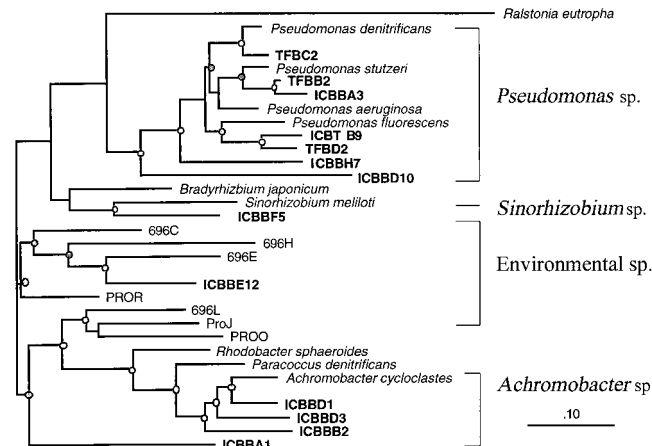 Ralstonia eutropha
Pseudomonas denitrificans
TFBC2
Pseudomonas stutzeri
TFBB2
ICBBA3
Pseudomonas aeruginosa
Pseudomonas fluorescens
ICBT B9
TFBD2
ICBBH7
ICBBD10
Pseudomonas sp.
Bradyrhizbium japonicum
Sinorhizobium meliloti
ICBBF5
Sinorhizobium sp.
696C
696H
696E
ICBBE12
PROR
696L
ProJ
PROO
Environmental sp.
Rhodobacter sphaeroides
Paracoccus denitrificans
Achromobacter cycloclastes
ICBBD1
ICBBD3
ICBBB2
ICBBA1
Achromobacter sp
.10